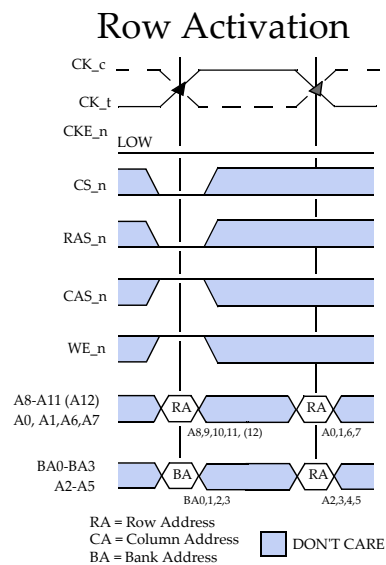 Row Activation
CK_c
CK_t
CKE_n
LOW
CS_n
RAS_n
CAS_n
WE_n
A8-A11 (A12)
A0, A1,A6,A7
RA
RA
A8,9,10,11, (12)
A0,1,6,7
BA0-BA3
A2-A5
BA
RA
BA0,1,2,3
A2,3,4,5
RA = Row Address
CA = Column Address
BA = Bank Address
DON'T CARE